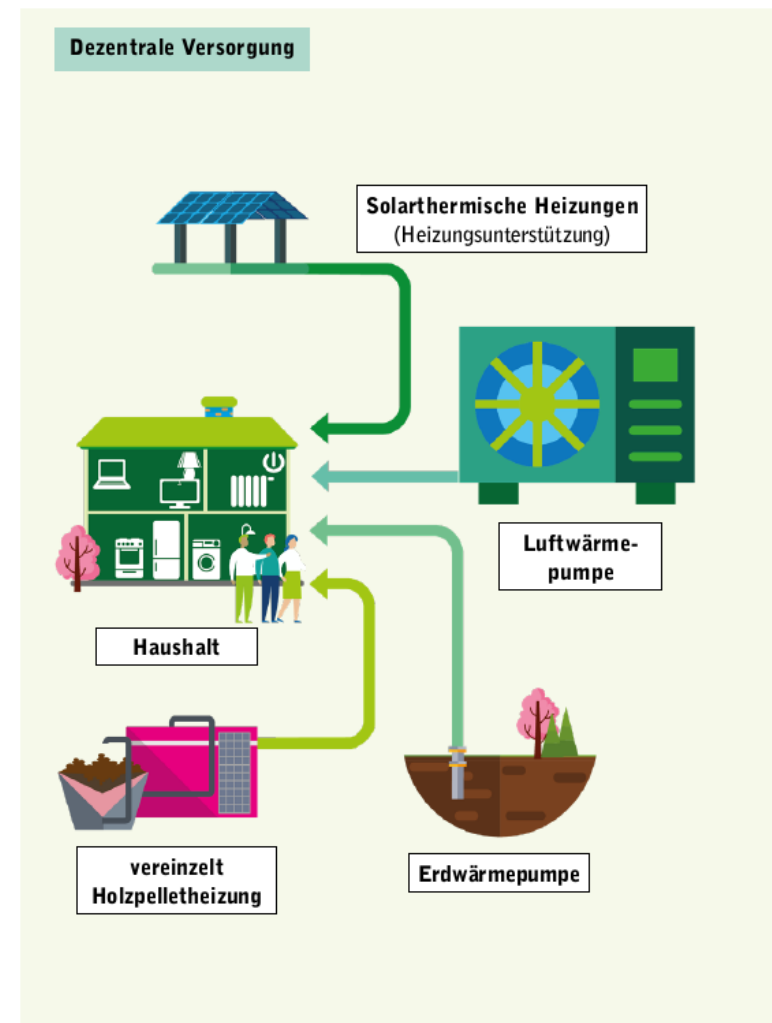 Dezentrale Versorgung
Solarthermische Heizungen
(Heizungsunterstützung)
Luftwärme-
pumpe
Haushalt
vereinzelt
Holzpelletheizung
Erdwärmepumpe